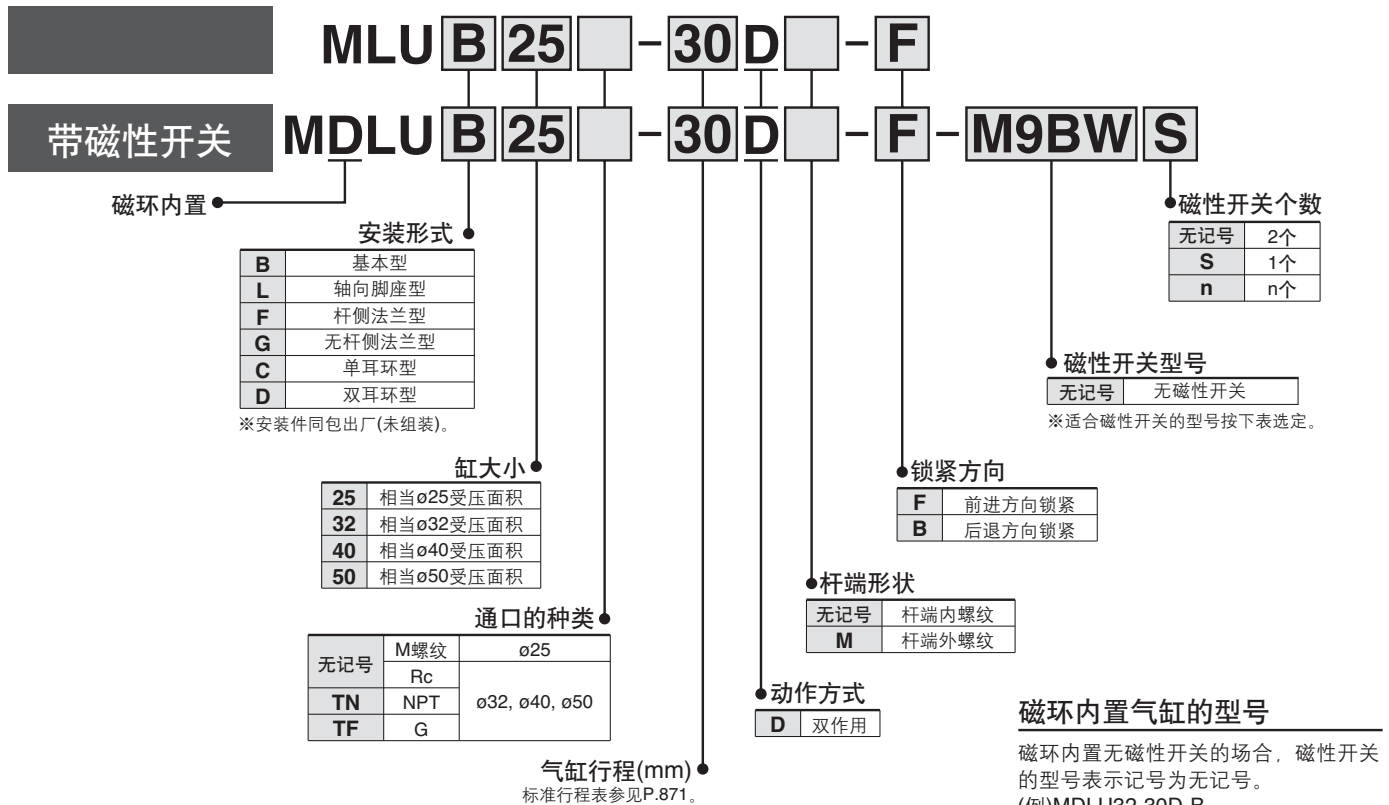 MLU B 25 -30 D -F
带磁性开关 MDLU B 25 -30 D -F-M9BW S
磁环内置
安装形式
B 基本型
L 轴向脚座型
F 杆侧法兰型
G 无杆侧法兰型
C 单耳环型
D 双耳环型
※安装件同包出厂(未组装)。
缸大小
25 相当ø25受压面积
32 相当ø32受压面积
40 相当ø40受压面积
50 相当ø50受压面积
通口的种类
无记号 M螺纹 ø25
Rc
TN NPT ø32, ø40, ø50
TF G
气缸行程(mm)
标准行程表参见P.871。
动作方式
D 双作用
杆端形状
无记号 杆端内螺纹
M 杆端外螺纹
锁紧方向
F 前进方向锁紧
B 后退方向锁紧
磁性开关型号
无记号 无磁性开关
※适合磁性开关的型号按下表选定。
磁性开关个数
无记号 2个
S 1个
n n个
磁环内置气缸的型号
磁环内置无磁性开关的场合，磁性开关
的型号表示记号为无记号。
(例)MDLU32-30D-B